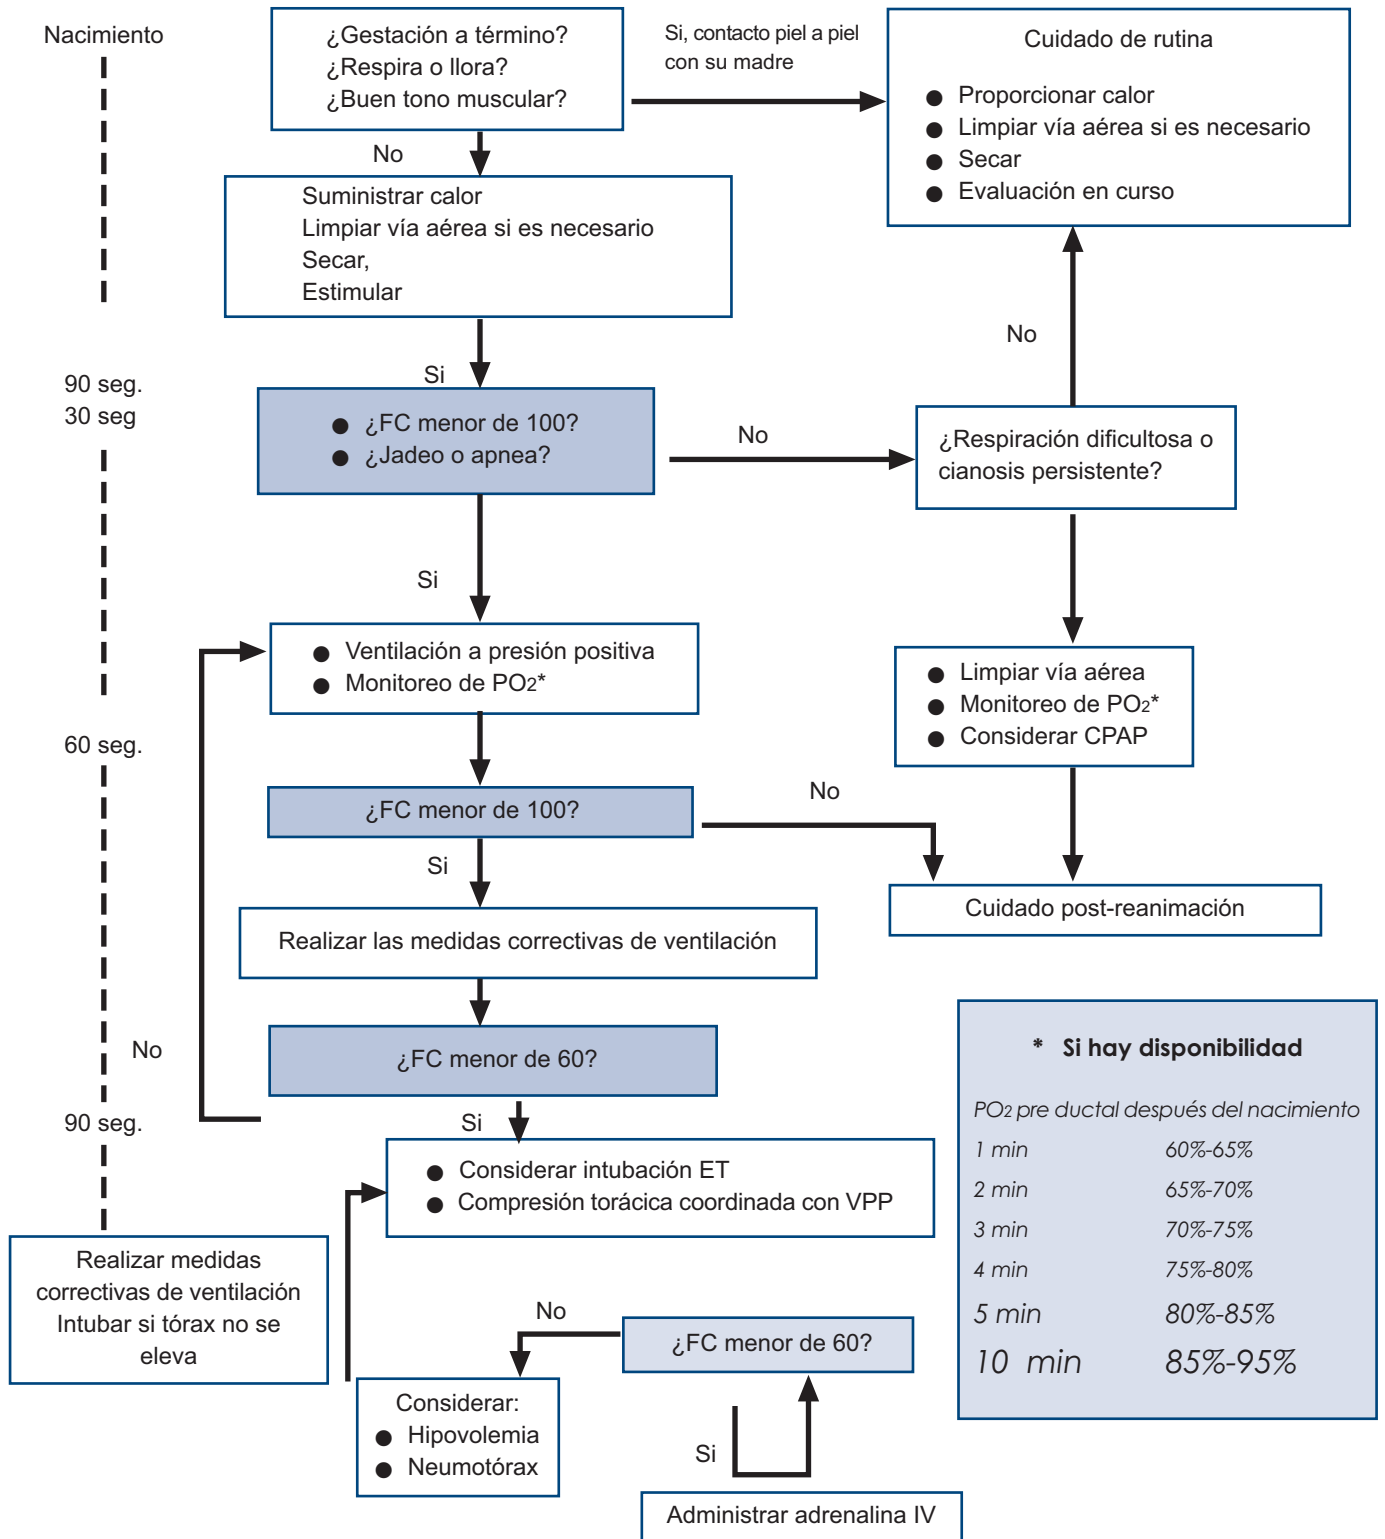 Nacimiento
¿Gestación a término?
¿Respira o llora?
¿Buen tono muscular?
Si, contacto piel a piel
con su madre
Cuidado de rutina
● Proporcionar calor
● Limpiar vía aérea si es necesario
● Secar
● Evaluación en curso
No
Suministrar calor
Limpiar vía aérea si es necesario
Secar,
Estimular
No
Si
90 seg.
30 seg
● ¿FC menor de 100?
● ¿Jadeo o apnea?
No
¿Respiración dificultosa o
cianosis persistente?
Si
● Ventilación a presión positiva
● Monitoreo de PO2*
● Limpiar vía aérea
● Monitoreo de PO2*
● Considerar CPAP
60 seg.
¿FC menor de 100?
No
Si
Cuidado post-reanimación
Realizar las medidas correctivas de ventilación
No
¿FC menor de 60?
90 seg.
Si
● Considerar intubación ET
● Compresión torácica coordinada con VPP
Realizar medidas
correctivas de ventilación
Intubar si tórax no se
eleva
No
¿FC menor de 60?
Considerar:
● Hipovolemia
● Neumotórax
Si
Administrar adrenalina IV
* Si hay disponibilidad
PO2 pre ductal después del nacimiento
1 min 60%-65%
2 min 65%-70%
3 min 70%-75%
4 min 75%-80%
5 min 80%-85%
10 min 85%-95%